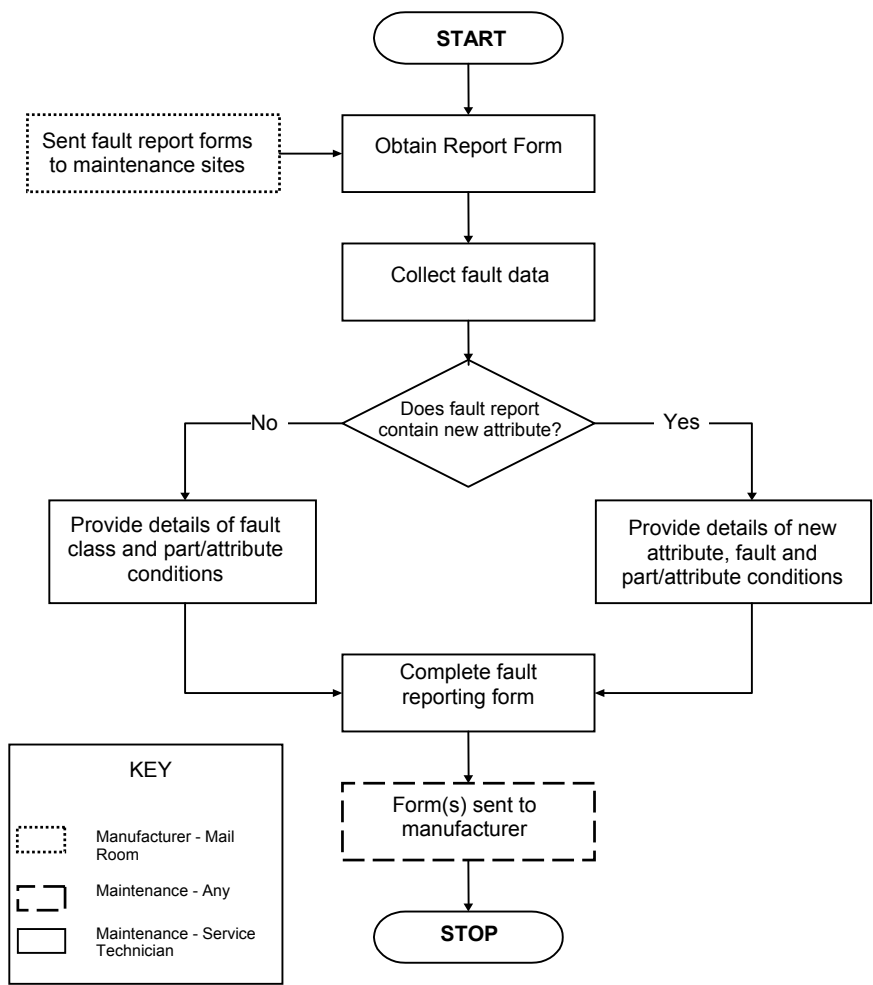 START
Sent fault report forms
to maintenance sites
Obtain Report Form
Collect fault data
Does fault report
contain new attribute?
No
Yes
Provide details of fault
class and part/attribute
conditions
Provide details of new
attribute, fault and
part/attribute conditions
Complete fault
reporting form
Form(s) sent to
manufacturer
STOP
KEY
Manufacturer - Mail
Room
Maintenance - Any
Maintenance - Service
Technician